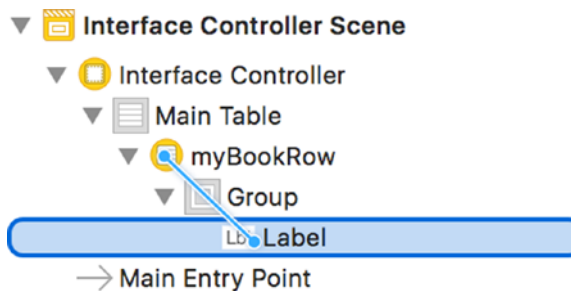 Interface Controller Scene
Interface Controller
Main Table
myBookRow
Group
Label
Main Entry Point